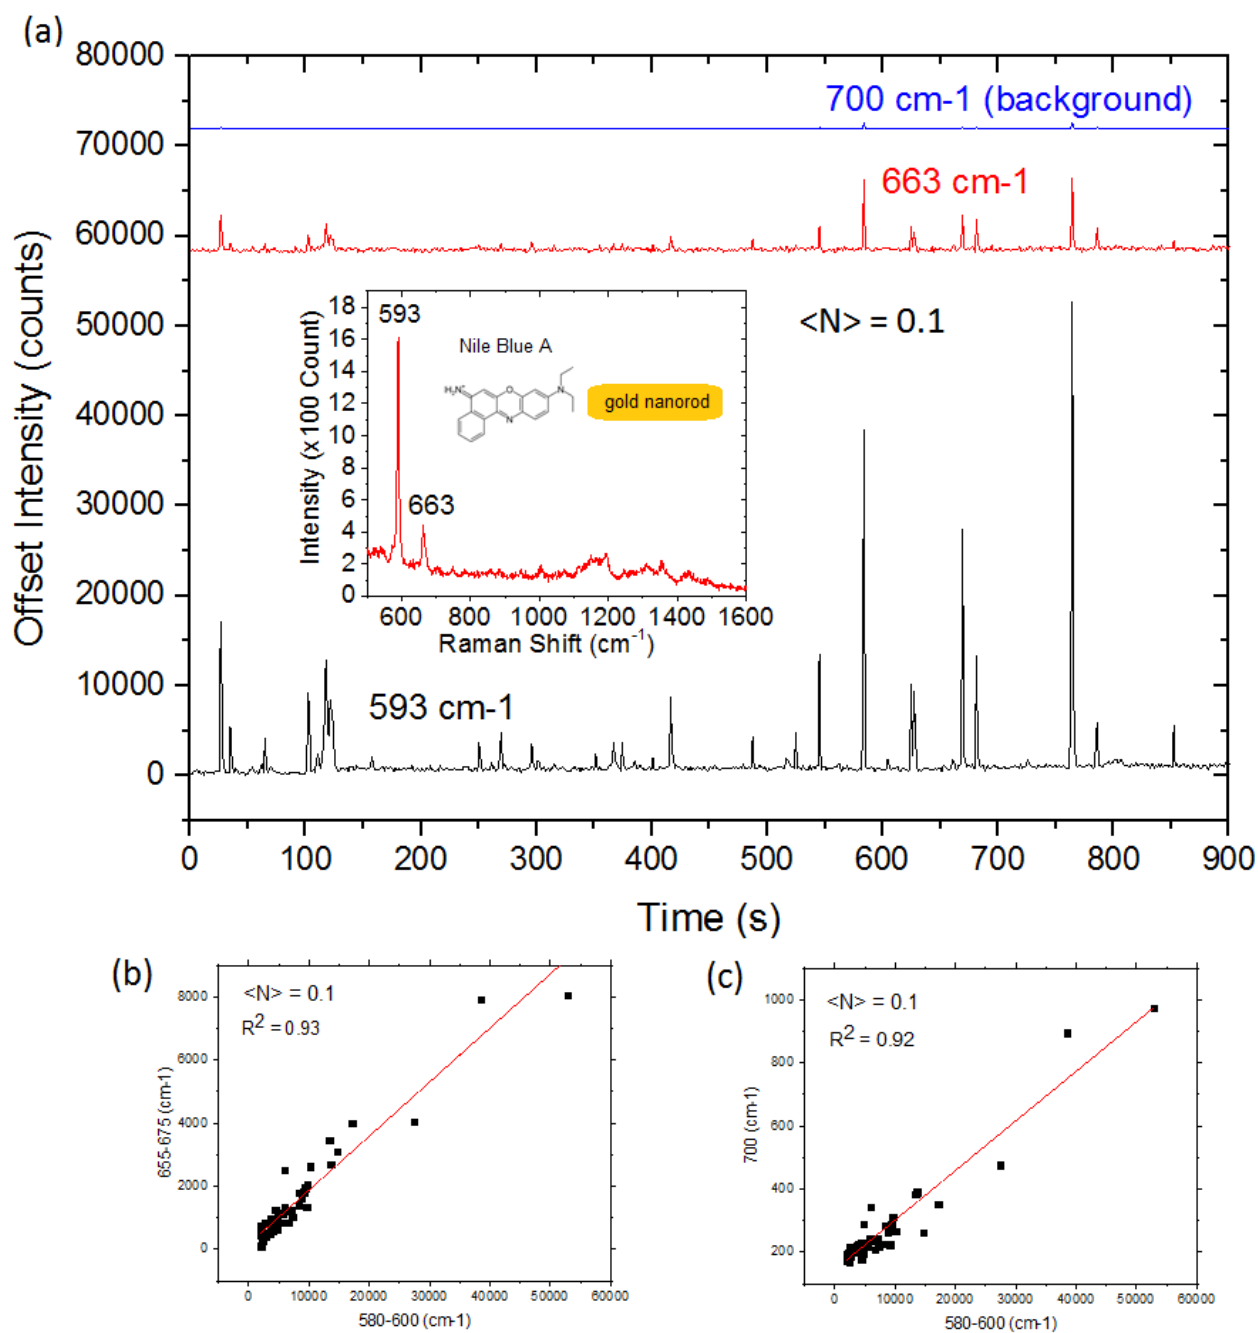 (a)
80000
70000
60000
50000
40000
30000
20000
10000
0
Offset Intensity (counts)
700 cm-1 (background)
663 cm-1
<N> = 0.1
593 cm-1
18
16
14
12
10
8
6
4
2
0
Intensity (x100 Count)
593
663
Nile Blue A
H₂N⁺
O
N
N
gold nanorod
600 800 1000 1200 1400 1600
Raman Shift (cm⁻¹)
0 100 200 300 400 500 600 700 800 900
Time (s)
(b)
<N> = 0.1
R² = 0.93
8000
6000
4000
2000
0
655-675 (cm-1)
0 10000 20000 30000 40000 50000 60000
580-600 (cm-1)
(c)
<N> = 0.1
R² = 0.92
1000
800
600
400
200
700 (cm-1)
0 10000 20000 30000 40000 50000 60000
580-600 (cm-1)